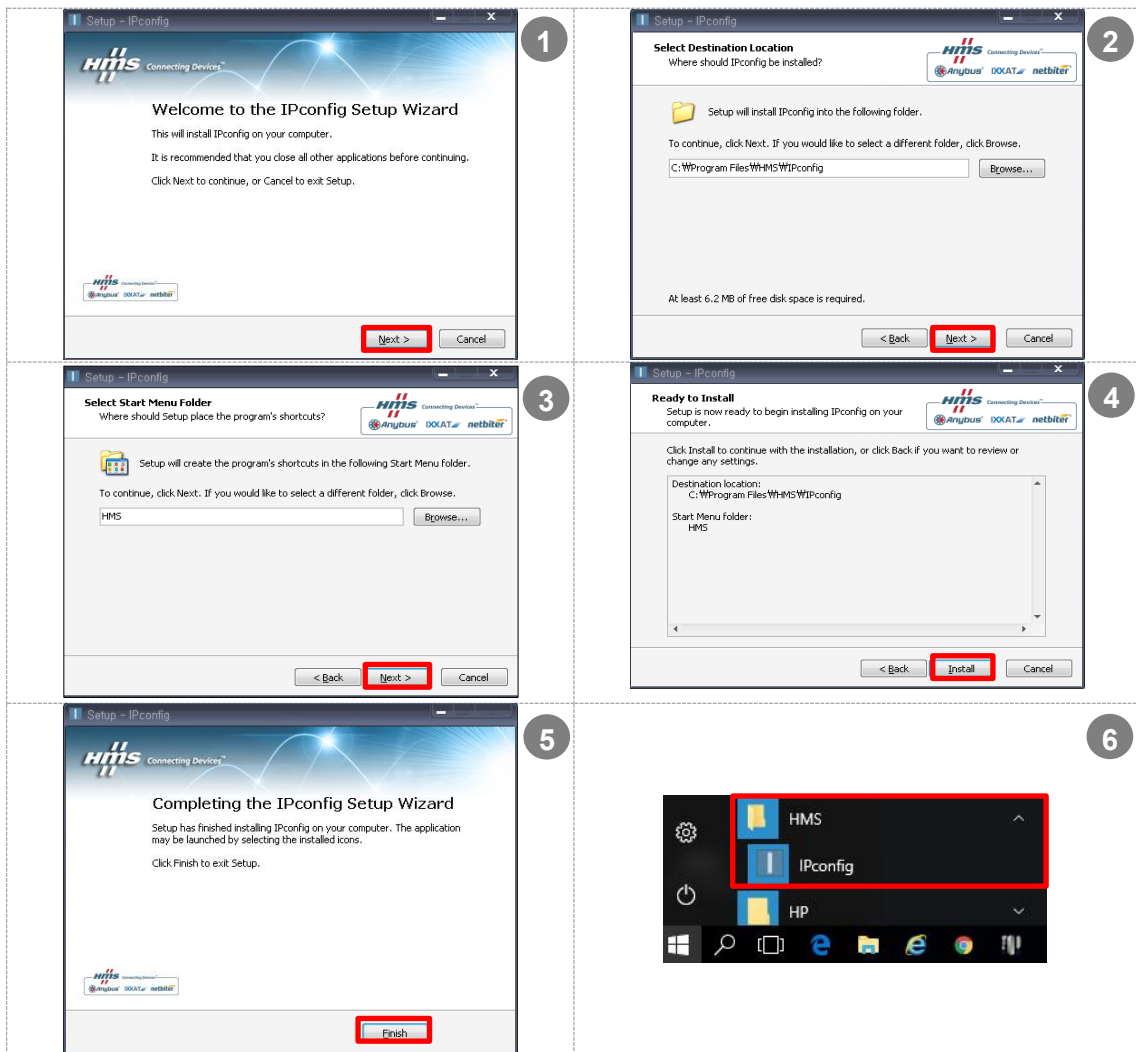 Setup - IPconfig
1
HMS Connecting Devices™
Welcome to the IPconfig Setup Wizard
This will install IPconfig on your computer.
It is recommended that you close all other applications before continuing.
Click Next to continue, or Cancel to exit Setup.
HMS Connecting Devices™
Anybus® IXXAT netbiter®
Next >
Cancel
Setup - IPconfig
2
Select Destination Location
Where should IPconfig be installed?
HMS Connecting Devices™
Anybus® IXXAT netbiter®
Setup will install IPconfig into the following folder.
To continue, click Next. If you would like to select a different folder, click Browse.
C:₩Program Files₩HMS₩IPconfig
Browse...
At least 6.2 MB of free disk space is required.
< Back
Next >
Cancel
Setup - IPconfig
3
Select Start Menu Folder
Where should Setup place the program's shortcuts?
HMS Connecting Devices™
Anybus® IXXAT netbiter®
Setup will create the program's shortcuts in the following Start Menu folder.
To continue, click Next. If you would like to select a different folder, click Browse.
HMS
Browse...
< Back
Next >
Cancel
Setup - IPconfig
4
Ready to Install
Setup is now ready to begin installing IPconfig on your
computer.
HMS Connecting Devices™
Anybus® IXXAT netbiter®
Click Install to continue with the installation, or click Back if you want to review or
change any settings.
Destination location:
C:₩Program Files₩HMS₩IPconfig
Start Menu folder:
HMS
< Back
Install
Cancel
Setup - IPconfig
5
HMS Connecting Devices™
Completing the IPconfig Setup Wizard
Setup has finished installing IPconfig on your computer. The application
may be launched by selecting the installed icons.
Click Finish to exit Setup.
HMS Connecting Devices™
Anybus® IXXAT netbiter®
Finish
6
HMS
IPconfig
HP